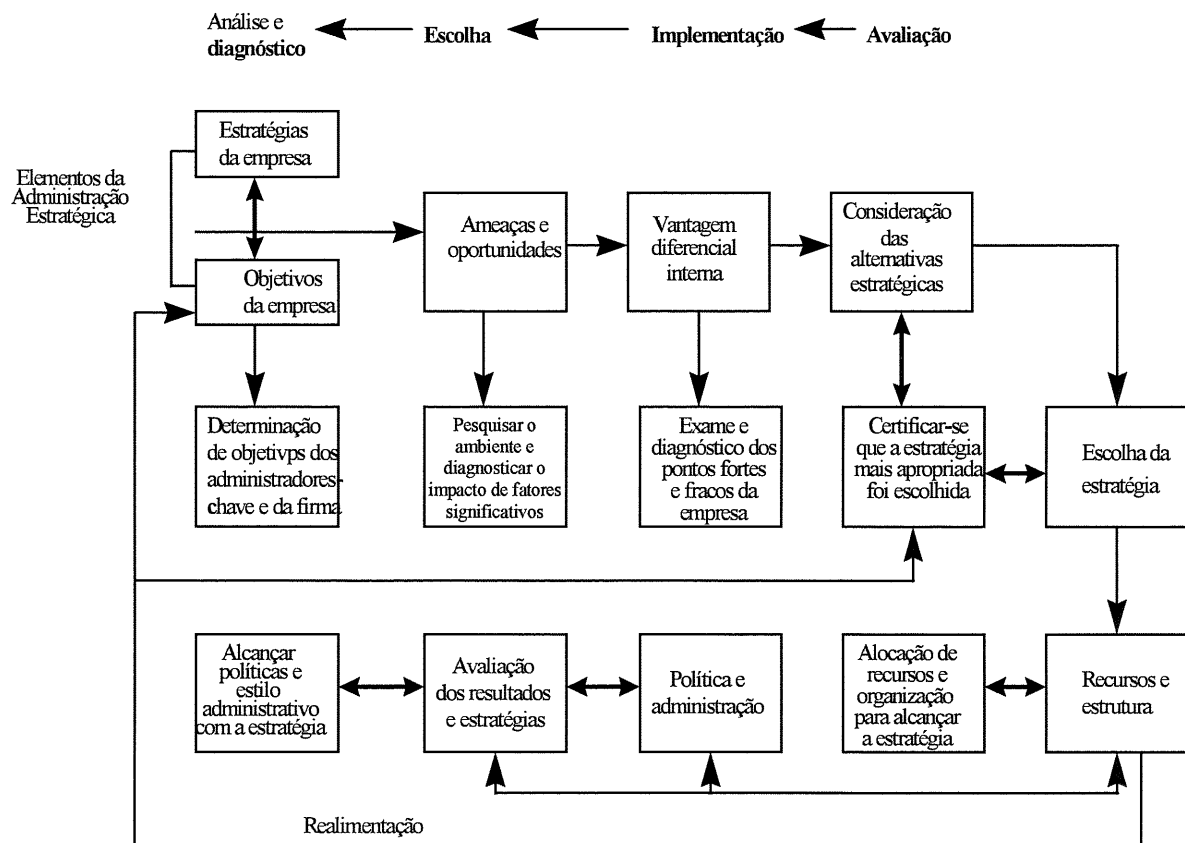 Análise e
diagnóstico
Escolha
Implementação
Avaliação
Elementos da
Administração
Estratégica
Estratégias
da empresa
Objetivos
da empresa
Ameaças e
oportunidades
Vantagem
diferencial
interna
Consideração
das
alternativas
estratégicas
Determinação
de objetivps dos
administradores-
chave e da firma
Pesquisar o
ambiente e
diagnosticar o
impacto de fatores
significativos
Exame e
diagnóstico dos
pontos fortes
e fracos da
empresa
Certificar-se
que a estratégia
mais apropriada
foi escolhida
Escolha da
estratégia
Alcançar
políticas e
estilo
administrativo
com a estratégia
Avaliação
dos resultados
e estratégias
Política e
administração
Alocação de
recursos e
organização
para alcançar
a estratégia
Recursos e
estrutura
Realimentação